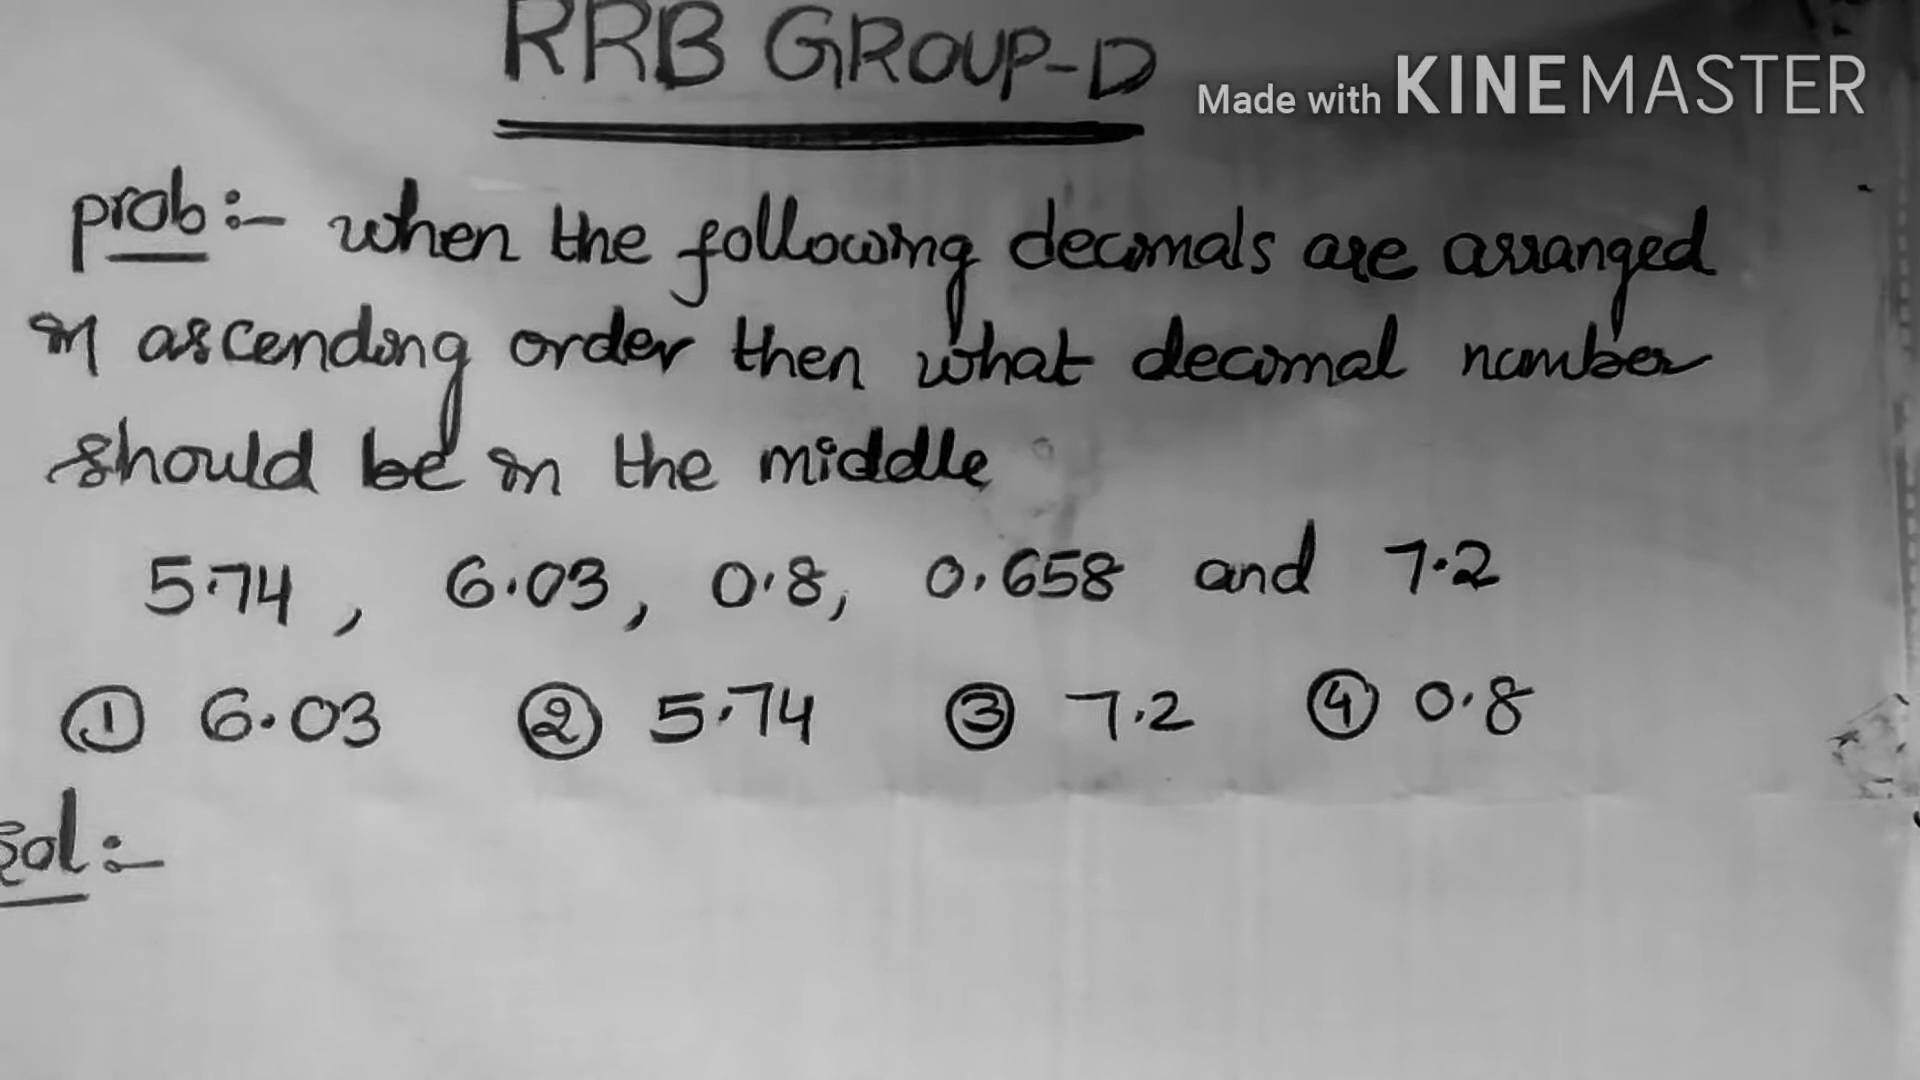 RRB GROUP-D
Made with KINEMASTER
prob:- when the following decimals are arranged
in ascending order then what decimal number
should be in the middle
5.74, 6.03, 0.8, 0.658 and 7.2
① 6.03 ② 5.74 ③ 7.2 ④ 0.8
Sol:-